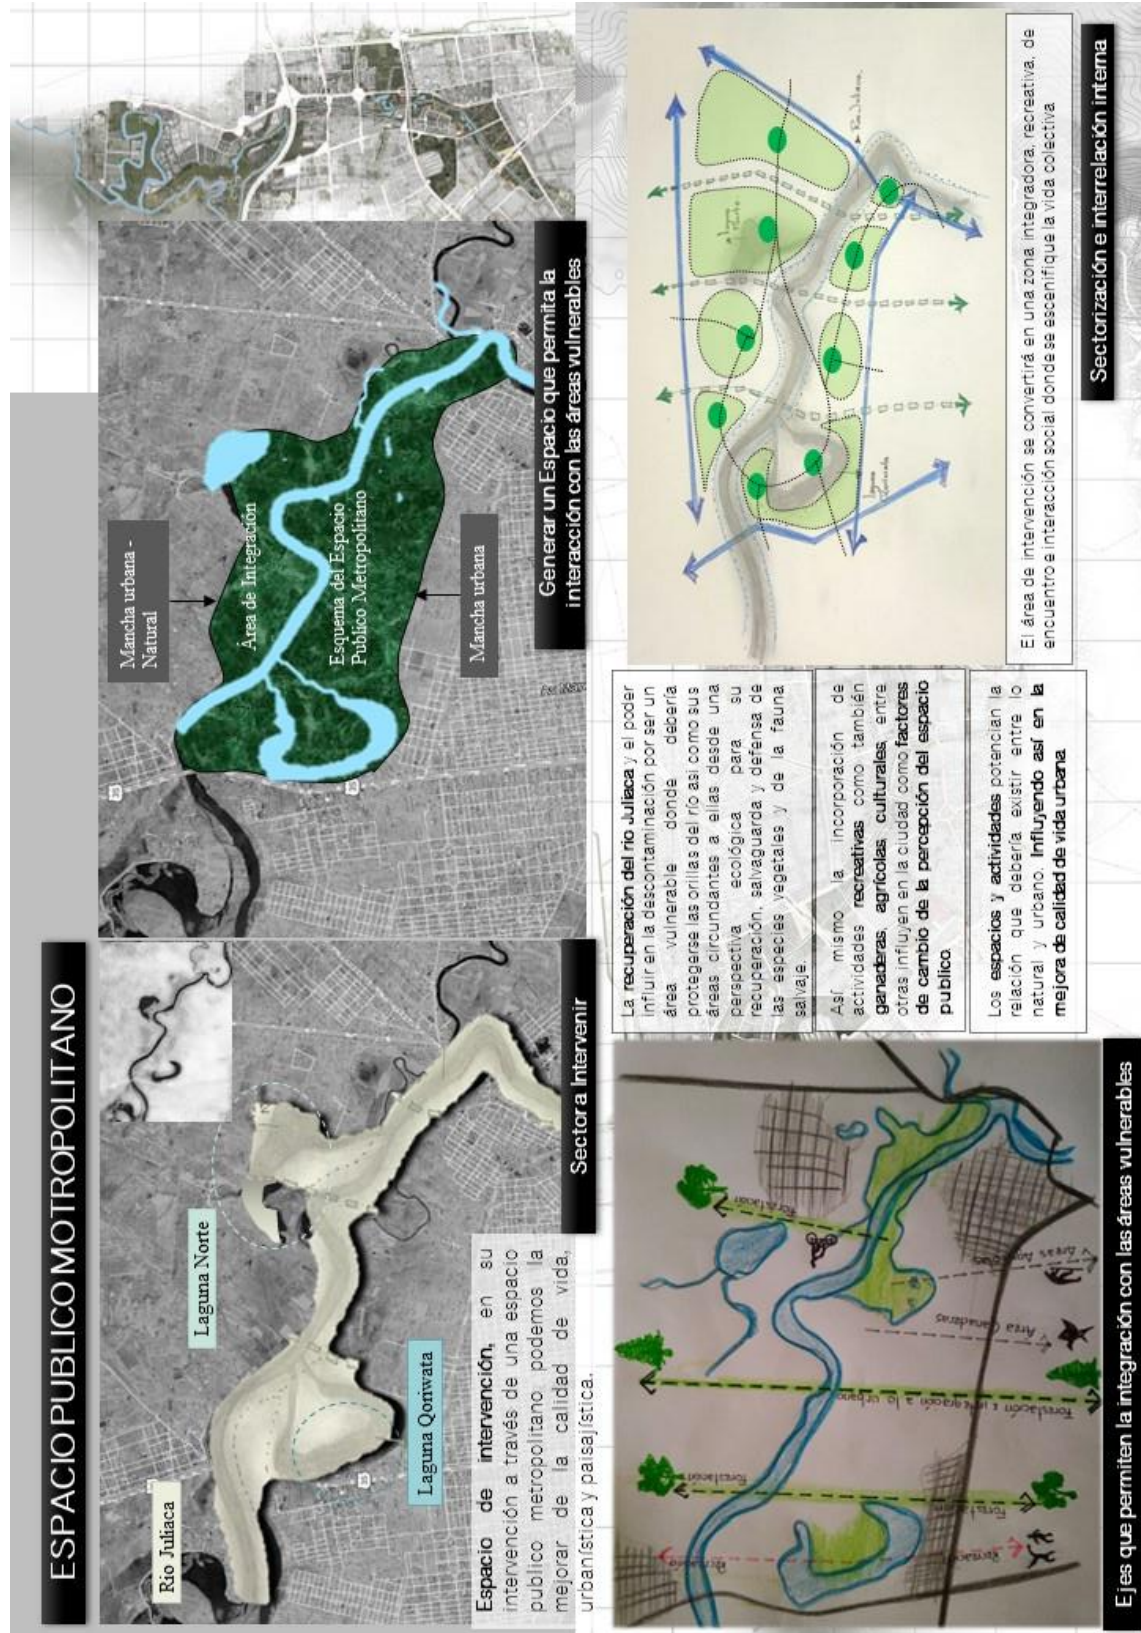 ESPACIO PUBLICO MOTROPOLITANO
Rio Juliaca
Laguna Norte
Laguna Qoriwata
Sector a Intervenir
Espacio de intervención, en su
intervención a través de una espacio
publico metropolitano podemos la
mejorar de la calidad de vida,
urbanística y paisajística.
Mancha urbana -
Natural
Área de Integración
Esquema del Espacio
Publico Metropolitano
Mancha urbana
Generar un Espacio que permita la
interacción con las áreas vulnerables
Forestacion
Forestacion
Forestación e integración a lo urbano
Area Ganaderas
Forestación
Recreación
Ejes que permiten la integración con las áreas vulnerables
La recuperación del rio Juliaca y el poder
influir en la descontaminación por ser un
área vulnerable donde debería
protegerse las orillas del río así como sus
áreas circundantes a ellas desde una
perspectiva ecológica para su
recuperación, salvaguarda y defensa de
las especies vegetales y de la fauna
salvaje.
Así mismo la incorporación de
actividades recreativas como también
ganaderas, agrícolas, culturales, entre
otras influyen en la ciudad como factores
de cambio de la percepción del espacio
publico.
Los espacios y actividades potencian la
relación que debería existir entre lo
natural y urbano. Influyendo así en la
mejora de calidad de vida urbana
Rio Juliaca
El área de intervención se convertirá en una zona integradora, recreativa, de
encuentro e interacción social donde se escenifique la vida colectiva
Sectorización e interrelación interna